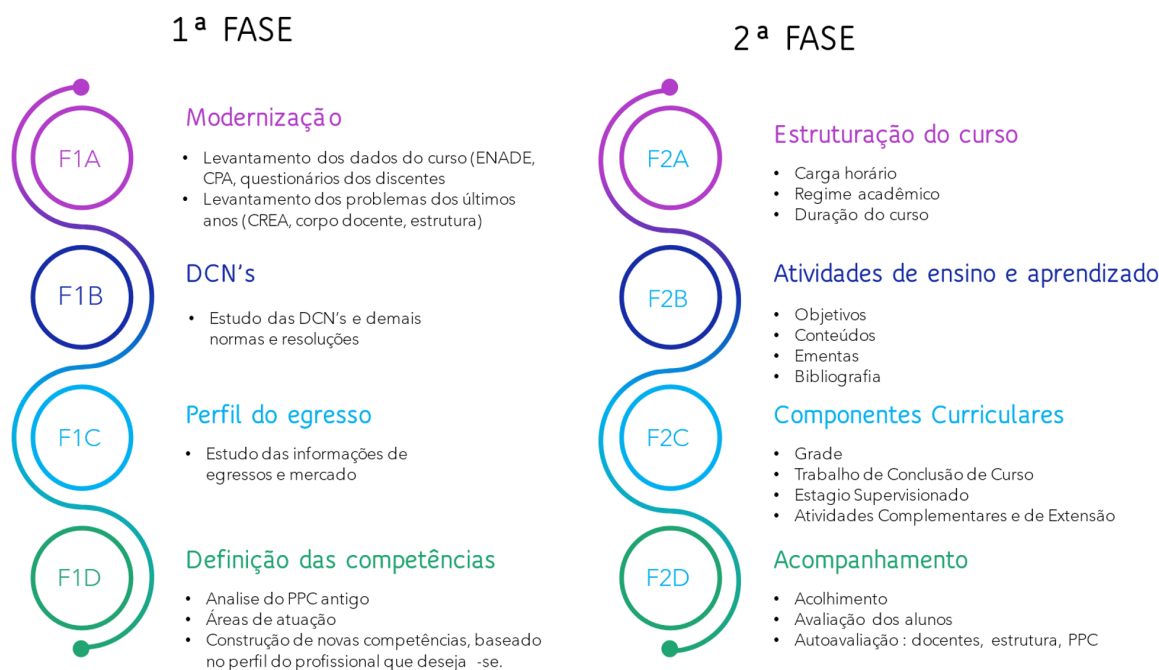 1ª FASE
F1A
Modernização
• Levantamento dos dados do curso (ENADE,
CPA, questionários dos discentes
• Levantamento dos problemas dos últimos
anos (CREA, corpo docente, estrutura)
F1B
DCN's
• Estudo das DCN's e demais
normas e resoluções
F1C
Perfil do egresso
• Estudo das informações de
egressos e mercado
F1D
Definição das competências
• Analise do PPC antigo
• Áreas de atuação
• Construção de novas competências, baseado
no perfil do profissional que deseja -se.
2ª FASE
F2A
Estruturação do curso
• Carga horário
• Regime acadêmico
• Duração do curso
F2B
Atividades de ensino e aprendizado
• Objetivos
• Conteúdos
• Ementas
• Bibliografia
F2C
Componentes Curriculares
• Grade
• Trabalho de Conclusão de Curso
• Estagio Supervisionado
• Atividades Complementares e de Extensão
F2D
Acompanhamento
• Acolhimento
• Avaliação dos alunos
• Autoavaliação : docentes, estrutura, PPC